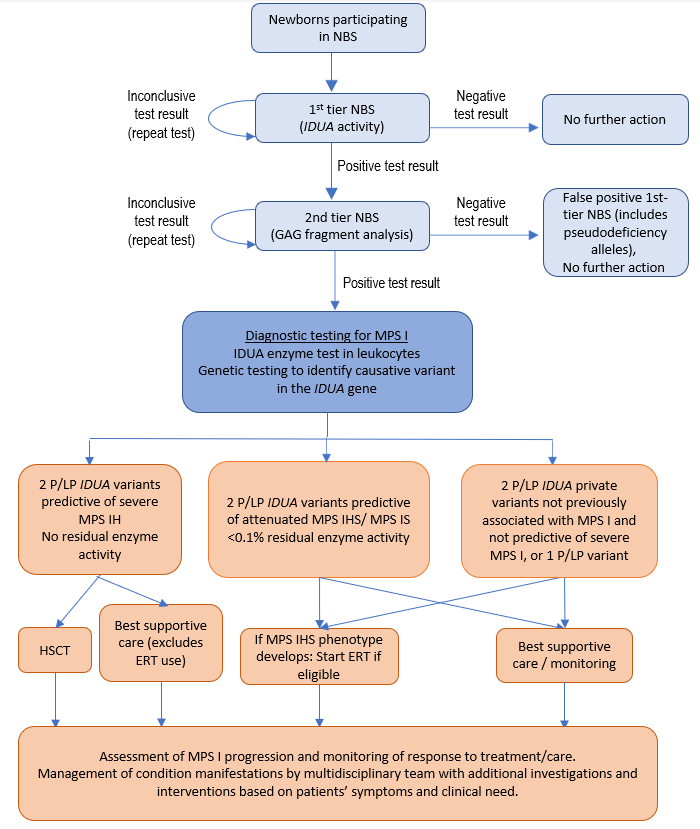 Newborns participating
in NBS
Inconclusive
test result
(repeat test)
1st tier NBS
(IDUA activity)
Negative
test result
No further action
Positive test result
Inconclusive
test result
(repeat test)
2nd tier NBS
(GAG fragment analysis)
Negative
test result
False positive 1st-
tier NBS (includes
pseudodeficiency
alleles),
No further action
Positive test result
Diagnostic testing for MPS I
IDUA enzyme test in leukocytes
Genetic testing to identify causative variant
in the IDUA gene
2 P/LP IDUA variants
predictive of severe
MPS IH
No residual enzyme
activity
2 P/LP IDUA variants predictive
of attenuated MPS IHS/ MPS IS
<0.1% residual enzyme activity
2 P/LP IDUA private
variants not previously
associated with MPS I and
not predictive of severe
MPS I, or 1 P/LP variant
HSCT
Best supportive
care (excludes
ERT use)
If MPS IHS phenotype
develops: Start ERT if
eligible
Best supportive
care / monitoring
Assessment of MPS I progression and monitoring of response to treatment/care.
Management of condition manifestations by multidisciplinary team with additional investigations and
interventions based on patients’ symptoms and clinical need.